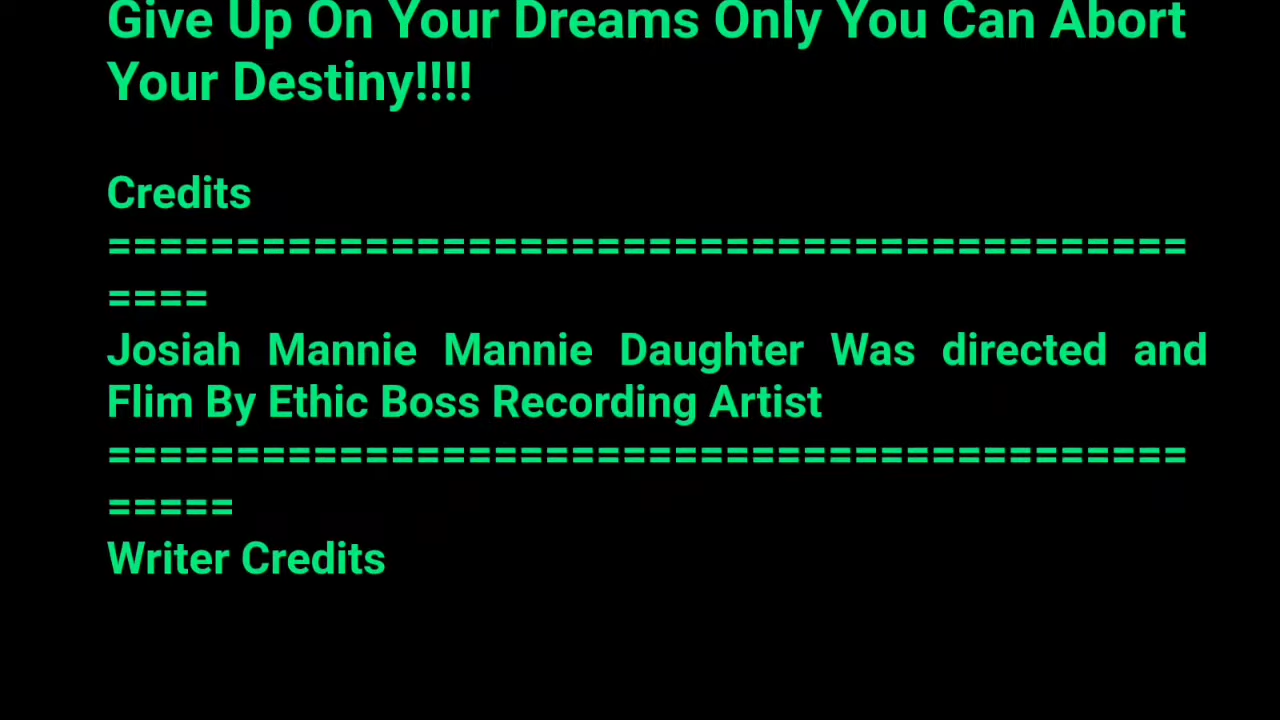 Give Up On Your Dreams Only You Can Abort
Your Destiny!!!!
Credits
==========================================
====
Josiah Mannie Mannie Daughter Was directed and
Flim By Ethic Boss Recording Artist
==========================================
=====
Writer Credits